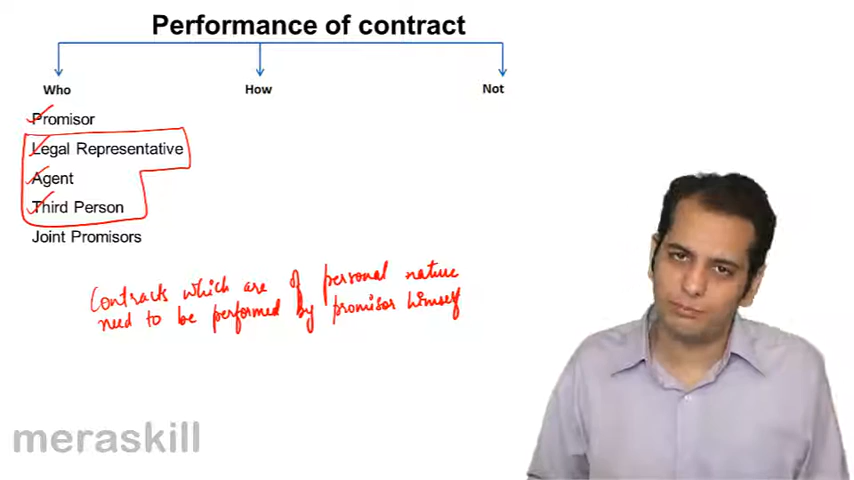 Performance of contract
Who How Not
Promisor
Legal Representative
Agent
Third Person
Joint Promisors
Contracts which are of personal nature
need to be performed by promisor himself
meraskill